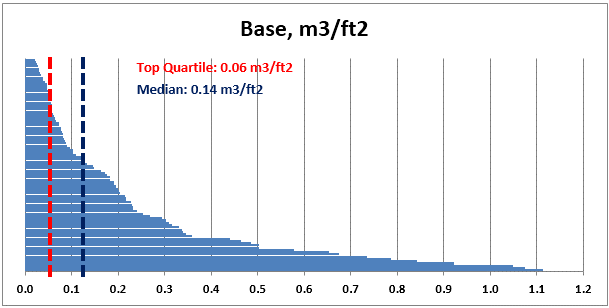 Base, m3/ft2
Top Quartile: 0.06 m3/ft2
Median: 0.14 m3/ft2
0.0 0.1 0.2 0.3 0.4 0.5 0.6 0.7 0.8 0.9 1.0 1.1 1.2